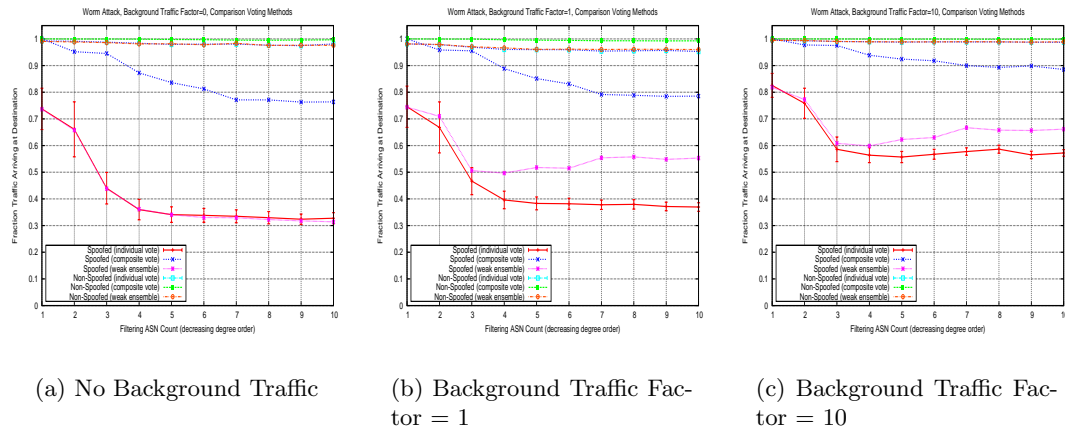 Worm Attack, Background Traffic Factor=0, Comparison Voting Methods
Fraction Traffic Arriving at Destination
1
0.9
0.8
0.7
0.6
0.5
0.4
0.3
0.2
0.1
0
Spoofed (individual vote)
Spoofed (composite vote)
Spoofed (weak ensemble)
Non-Spoofed (individual vote)
Non-Spoofed (composite vote)
Non-Spoofed (weak ensemble)
1 2 3 4 5 6 7 8 9 10
Filtering ASN Count (decreasing degree order)
(a) No Background Traffic
Worm Attack, Background Traffic Factor=1, Comparison Voting Methods
Fraction Traffic Arriving at Destination
1
0.9
0.8
0.7
0.6
0.5
0.4
0.3
0.2
0.1
0
Spoofed (individual vote)
Spoofed (composite vote)
Spoofed (weak ensemble)
Non-Spoofed (individual vote)
Non-Spoofed (composite vote)
Non-Spoofed (weak ensemble)
1 2 3 4 5 6 7 8 9 10
Filtering ASN Count (decreasing degree order)
(b) Background Traffic Fac-
tor = 1
Worm Attack, Background Traffic Factor=10, Comparison Voting Methods
Fraction Traffic Arriving at Destination
1
0.9
0.8
0.7
0.6
0.5
0.4
0.3
0.2
0.1
0
Spoofed (individual vote)
Spoofed (composite vote)
Spoofed (weak ensemble)
Non-Spoofed (individual vote)
Non-Spoofed (composite vote)
Non-Spoofed (weak ensemble)
1 2 3 4 5 6 7 8 9 10
Filtering ASN Count (decreasing degree order)
(c) Background Traffic Fac-
tor = 10